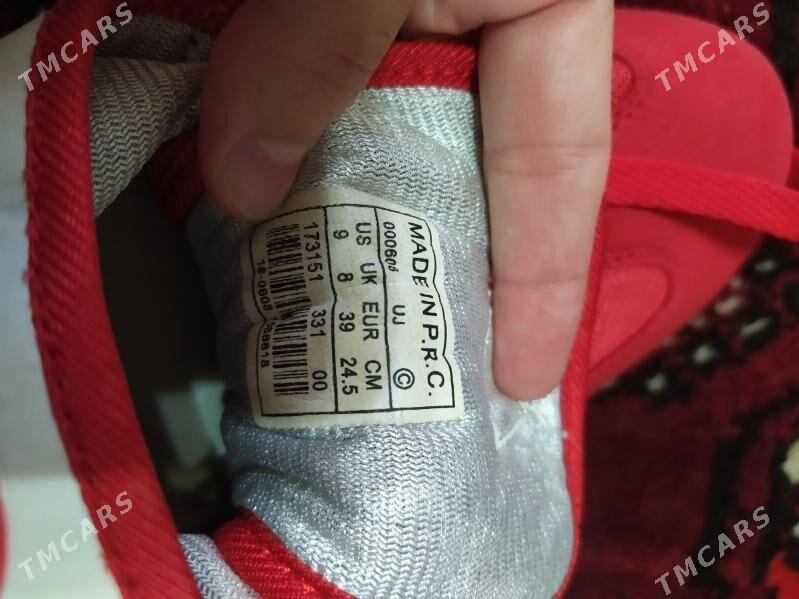 MADE IN P.R.C.
000608 UJ ©
US UK EUR CM
9 8 39 24.5
173151 331 00
TMCARS
TMCARS
TMCARS
TMCARS